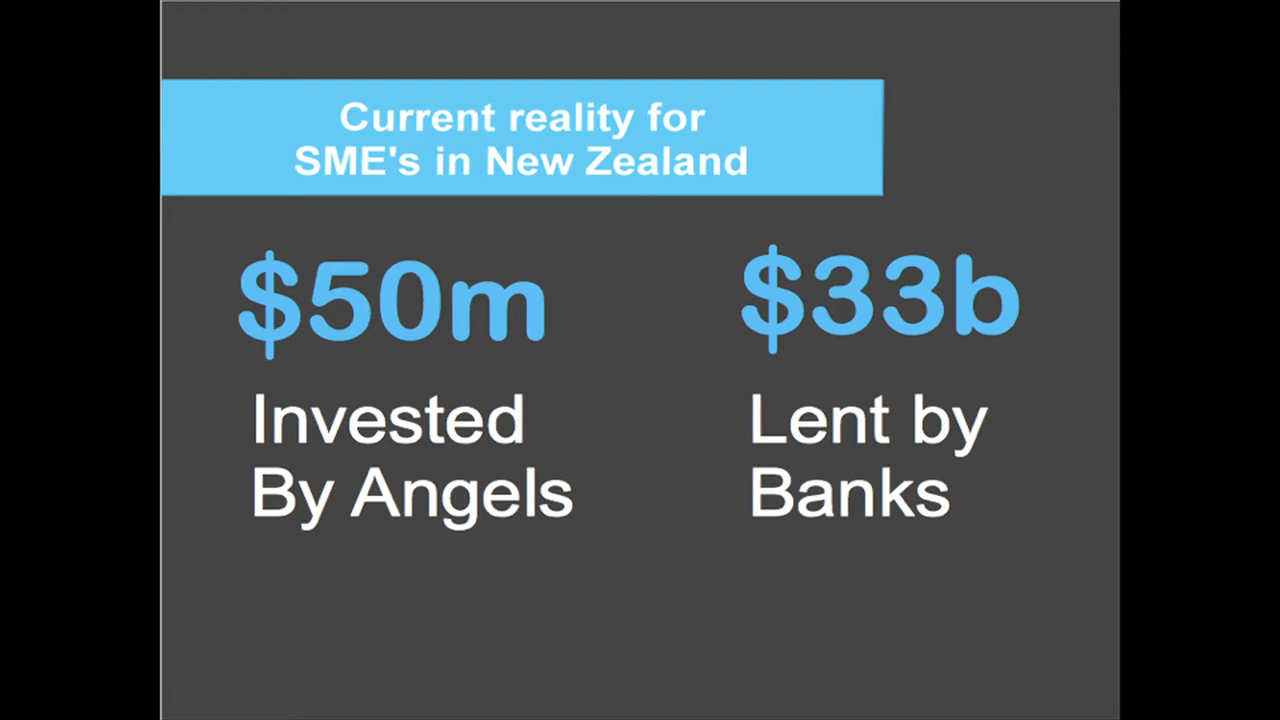 Current reality for
SME's in New Zealand
$50m
Invested
By Angels
$33b
Lent by
Banks